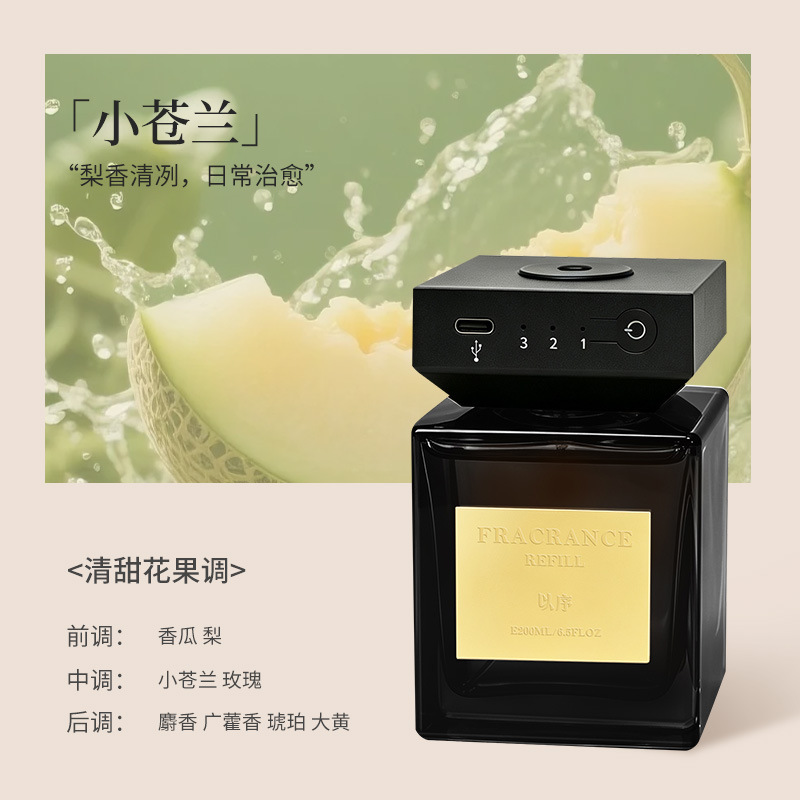 「小苍兰」
“梨香清冽，日常治愈”
3 2 1
FRAGRANCE
REFILL
以序
E200ML/6.8FLOZ
<清甜花果调>
前调： 香瓜 梨
中调： 小苍兰 玫瑰
后调： 麝香 广藿香 琥珀 大黄